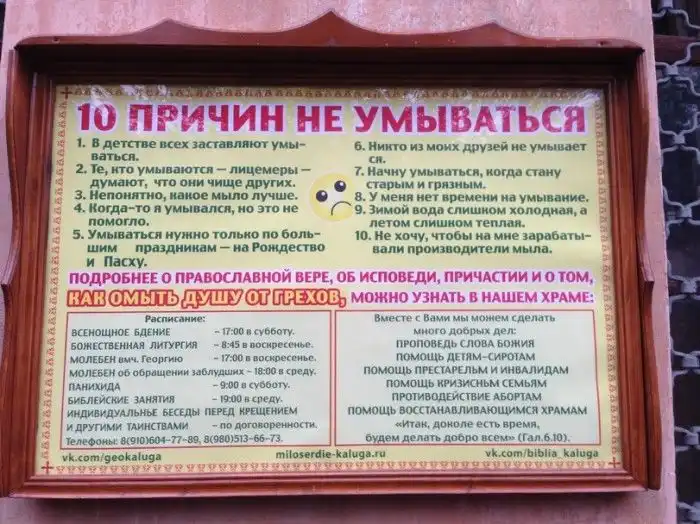 10 ПРИЧИН НЕ УМЫВАТЬСЯ
1. В детстве всех заставляют умы-
ваться.
2. Те, кто умываются — лицемеры —
думают, что они чище других.
3. Непонятно, какое мыло лучше.
4. Когда-то я умывался, но это не
помогло.
5. Умываться нужно только по боль-
шим праздникам — на Рождество
и Пасху.
6. Никто из моих друзей не умывает
ся.
7. Начну умываться, когда стану
старым и грязным.
8. У меня нет времени на умывание.
9. Зимой вода слишком холодная, а
летом слишком теплая.
10. Не хочу, чтобы на мне зарабаты-
вали производители мыла.
ПОДРОБНЕЕ О ПРАВОСЛАВНОЙ ВЕРЕ, ОБ ИСПОВЕДИ, ПРИЧАСТИИ И О ТОМ,
КАК ОМЫТЬ ДУШУ ОТ ГРЕХОВ, МОЖНО УЗНАТЬ В НАШЕМ ХРАМЕ:
Расписание:
ВСЕНОЩНОЕ БДЕНИЕ – 17:00 в субботу.
БОЖЕСТВЕННАЯ ЛИТУРГИЯ – 8:45 в воскресенье.
МОЛЕБЕН вмч. Георгию – 17:00 в воскресенье.
МОЛЕБЕН об обращении заблудших – 18:00 в среду.
ПАНИХИДА – 9:00 в субботу.
БИБЛЕЙСКИЕ ЗАНЯТИЯ – 19:00 в среду.
ИНДИВИДУАЛЬНЫЕ БЕСЕДЫ ПЕРЕД КРЕЩЕНИЕМ
И ДРУГИМИ ТАИНСТВАМИ – по договоренности.
Телефоны: 8(910)604-77-89, 8(980)513-66-73.
Вместе с Вами мы можем сделать
много добрых дел:
ПРОПОВЕДЬ СЛОВА БОЖИЯ
ПОМОЩЬ ДЕТЯМ-СИРОТАМ
ПОМОЩЬ ПРЕСТАРЕЛЫМ И ИНВАЛИДАМ
ПОМОЩЬ КРИЗИСНЫМ СЕМЬЯМ
ПРОТИВОДЕЙСТВИЕ АБОРТАМ
ПОМОЩЬ ВОССТАНАВЛИВАЮЩИМСЯ ХРАМАМ
«Итак, доколе есть время,
будем делать добро всем» (Гал.6.10).
vk.com/geokaluga miloserdie-kaluga.ru vk.com/biblia_kaluga